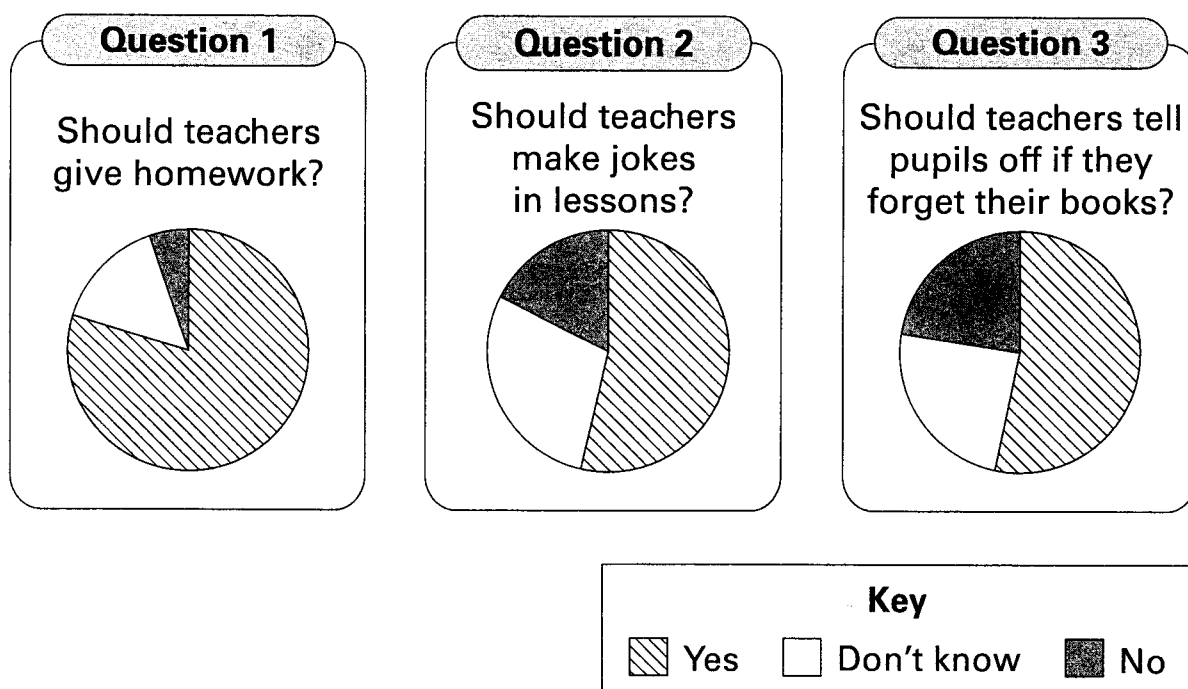 Question 1
Should teachers
give homework?
Question 2
Should teachers
make jokes
in lessons?
Question 3
Should teachers tell
pupils off if they
forget their books?
Key
Yes Don't know No